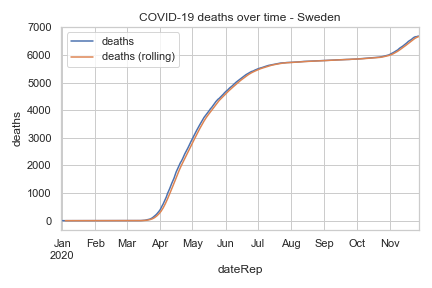 COVID-19 deaths over time - Sweden
deaths
deaths (rolling)
7000
6000
5000
4000
3000
2000
1000
0
deaths
Jan Feb Mar Apr May Jun Jul Aug Sep Oct Nov
2020
dateRep